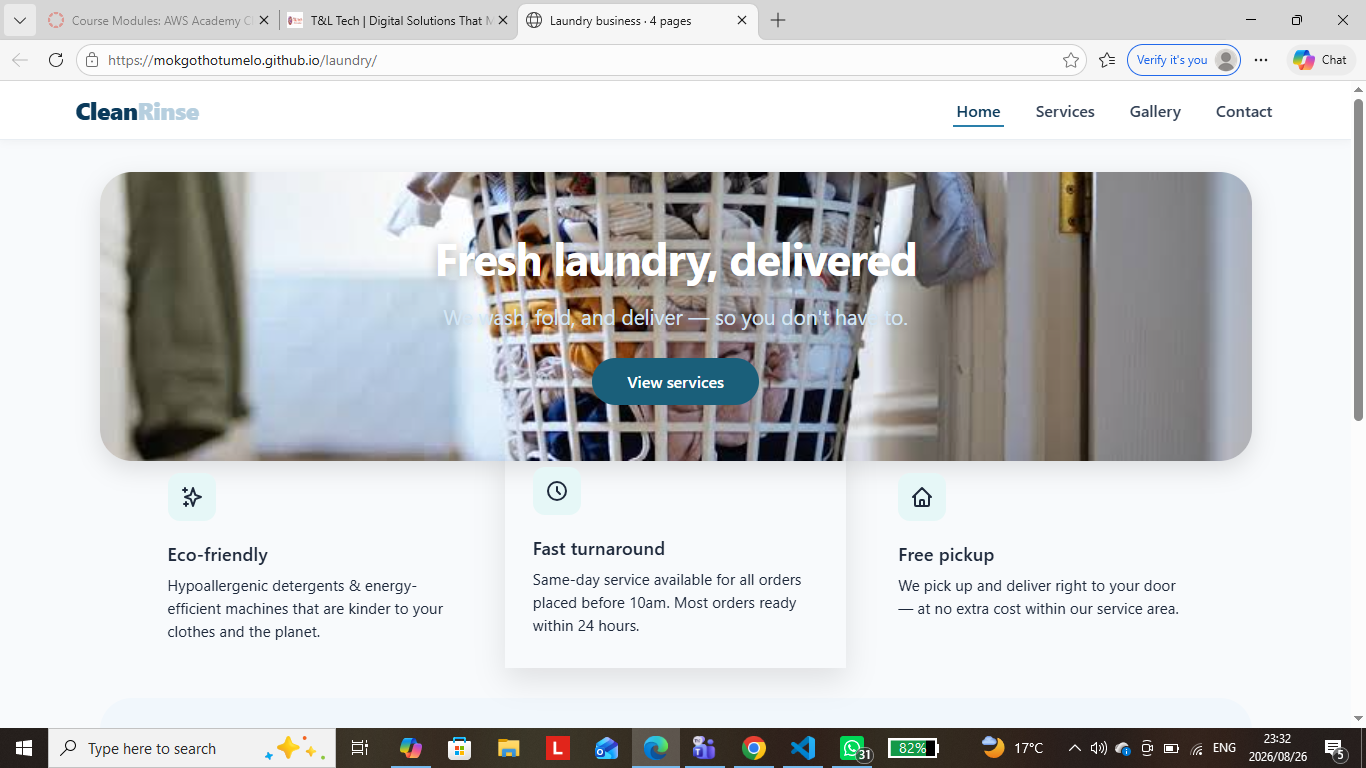 Course Modules: AWS Academy Cl
T&L Tech | Digital Solutions That M
Laundry business · 4 pages
https://mokgothotumelo.github.io/laundry/
Verify it's you
Chat
CleanRinse
Home
Services
Gallery
Contact
Fresh laundry, delivered
We wash, fold, and deliver — so you don't have to.
View services
Eco-friendly
Hypoallergenic detergents & energy-
efficient machines that are kinder to your
clothes and the planet.
Fast turnaround
Same-day service available for all orders
placed before 10am. Most orders ready
within 24 hours.
Free pickup
We pick up and deliver right to your door
— at no extra cost within our service area.
Type here to search
L
31
82%
17°C
ENG
23:32
2026/08/26
5